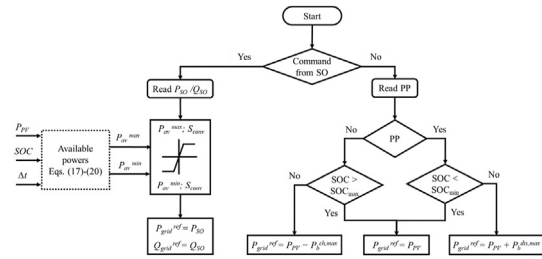 Start
Command
from SO
Yes
No
Read P_SO /Q_SO
Read PP
P_PV
SOC
Δt
Available
powers
Eqs. (17)-(20)
P_av^max
P_av^min
P_av^max; S_conv
P_av^min; S_conv
PP
No
Yes
SOC >
SOC_max
SOC <
SOC_min
No
Yes
Yes
No
P_grid^ref = P_SO
Q_grid^ref = Q_SO
P_grid^ref = P_PV − P_b^ch,max
P_grid^ref = P_PV
P_grid^ref = P_PV + P_b^dis,max